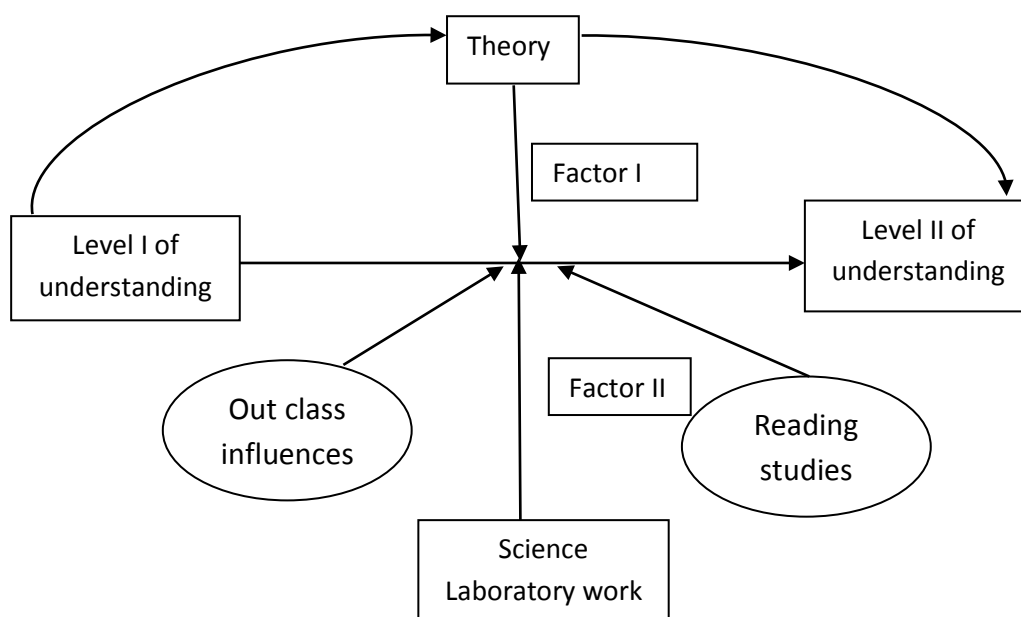 Theory
Factor I
Level I of
understanding
Level II of
understanding
Out class
influences
Factor II
Reading
studies
Science
Laboratory work